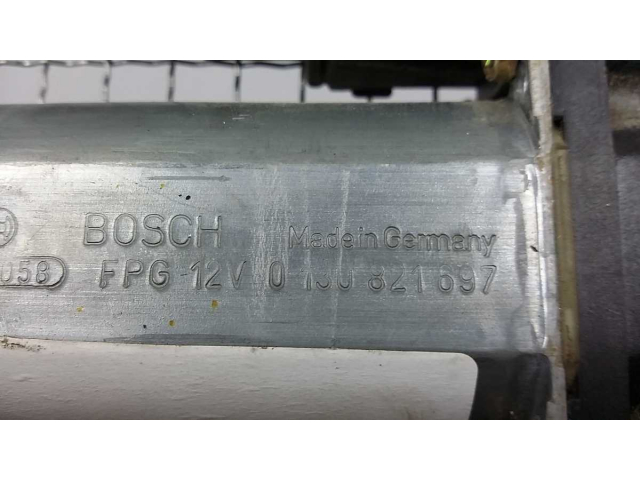 BOSCH Made in Germany
058 FPG 12V 0 130 821 697